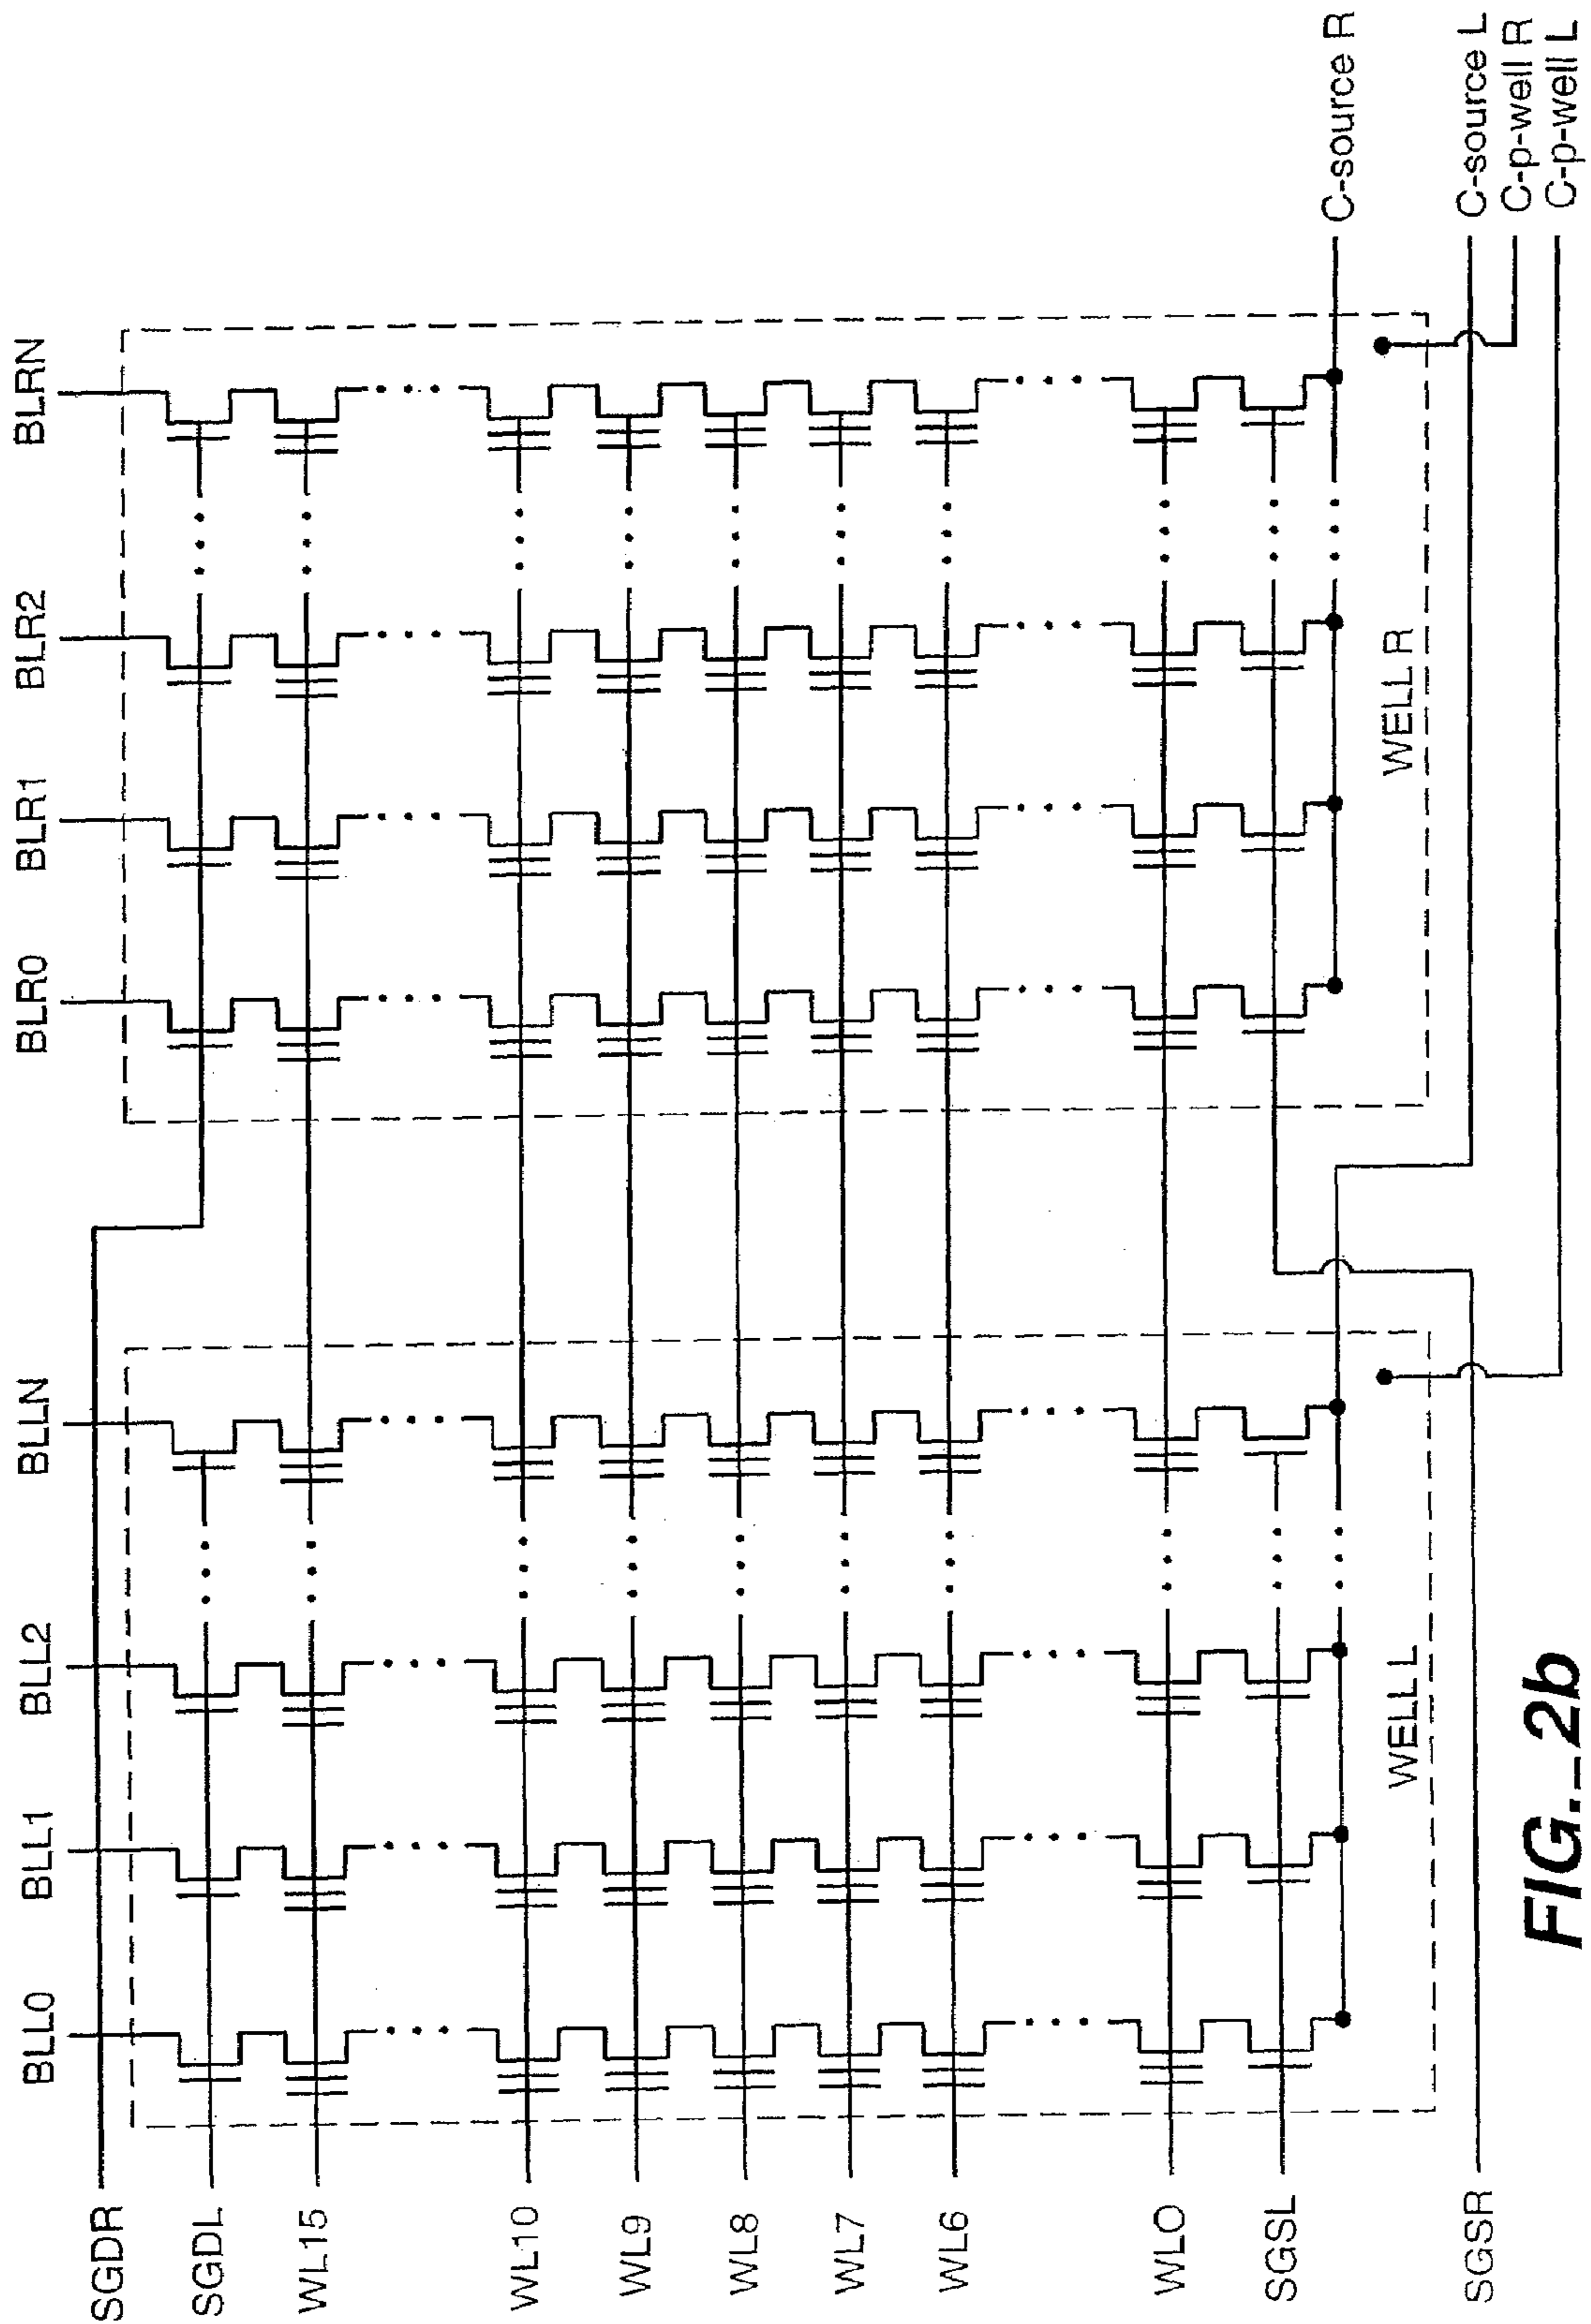 BLL0
BLL1
BLL2
BLLN
BLR0
BLR1
BLR2
BLRN
SGDR
SGDL
WL15
WL10
WL9
WL8
WL7
WL6
WLO
SGSL
SGSR
WELL L
WELL R
C-source R
C-source L
C-p-well R
C-p-well L
FIG._2b